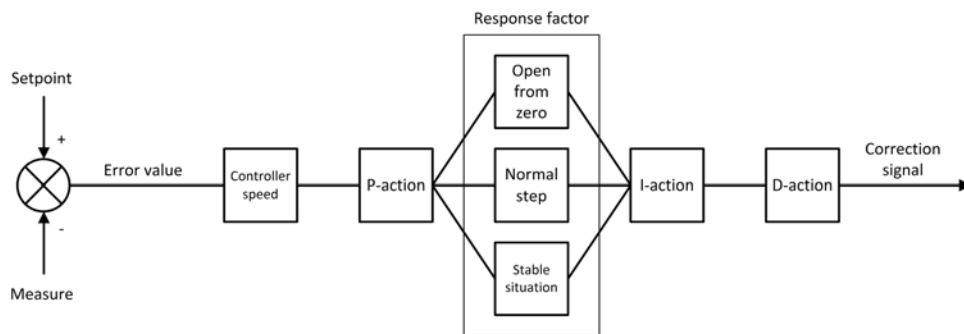 Response factor
Setpoint
+
-
Measure
Error value
Controller
speed
P-action
Open
from
zero
Normal
step
Stable
situation
I-action
D-action
Correction
signal